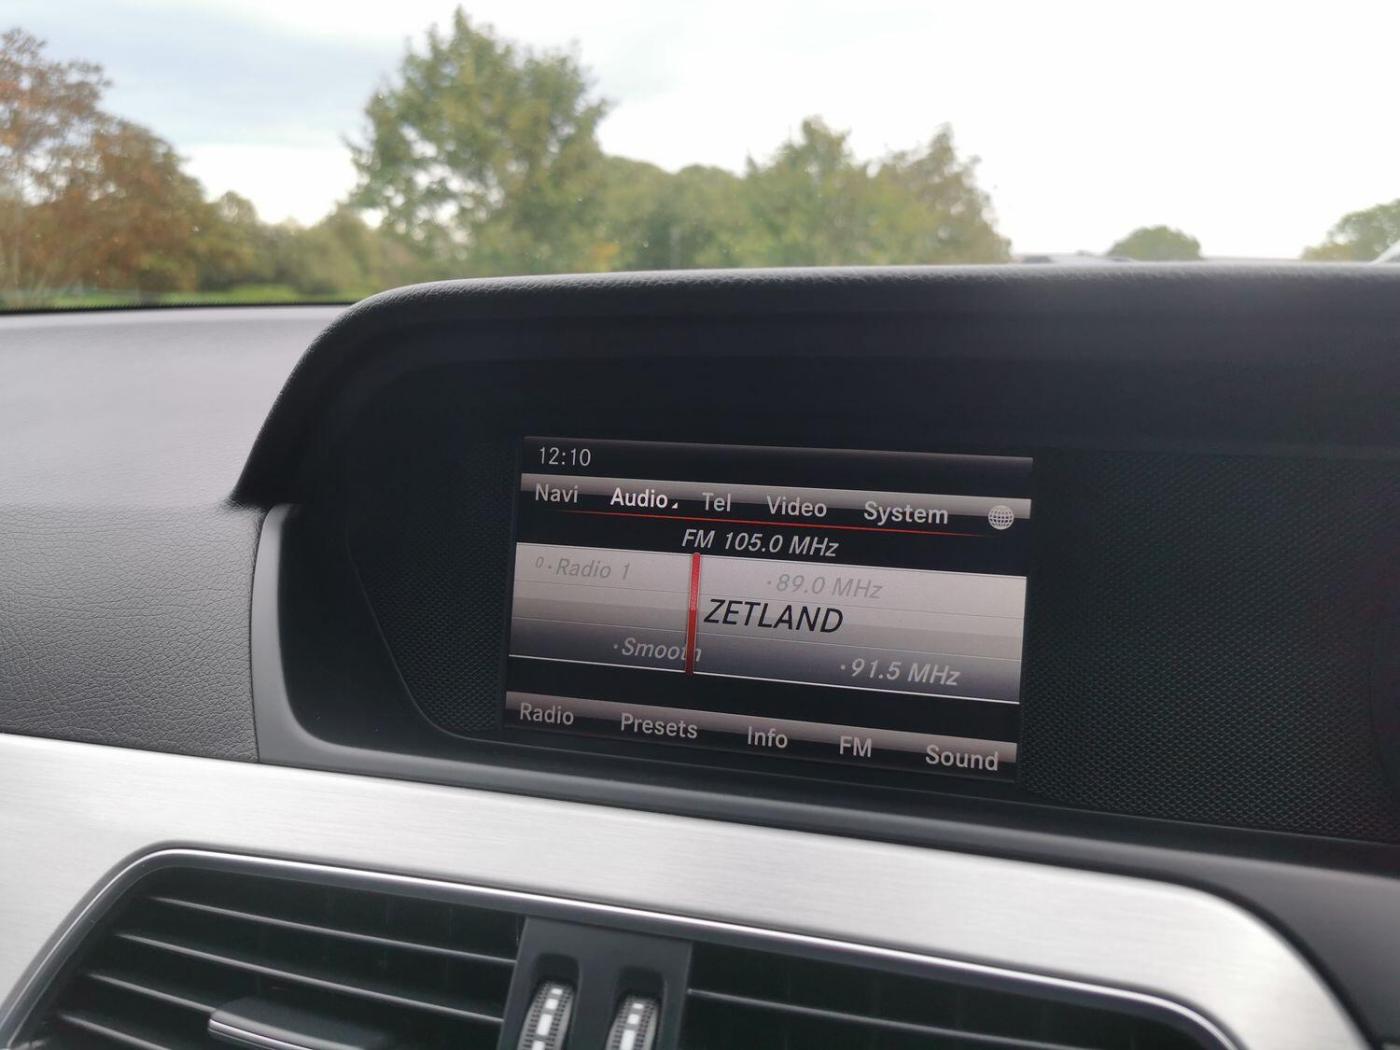 12:10
Navi Audio Tel Video System
FM 105.0 MHz
0 · Radio 1 · 89.0 MHz
ZETLAND
· Smooth · 91.5 MHz
Radio Presets Info FM Sound